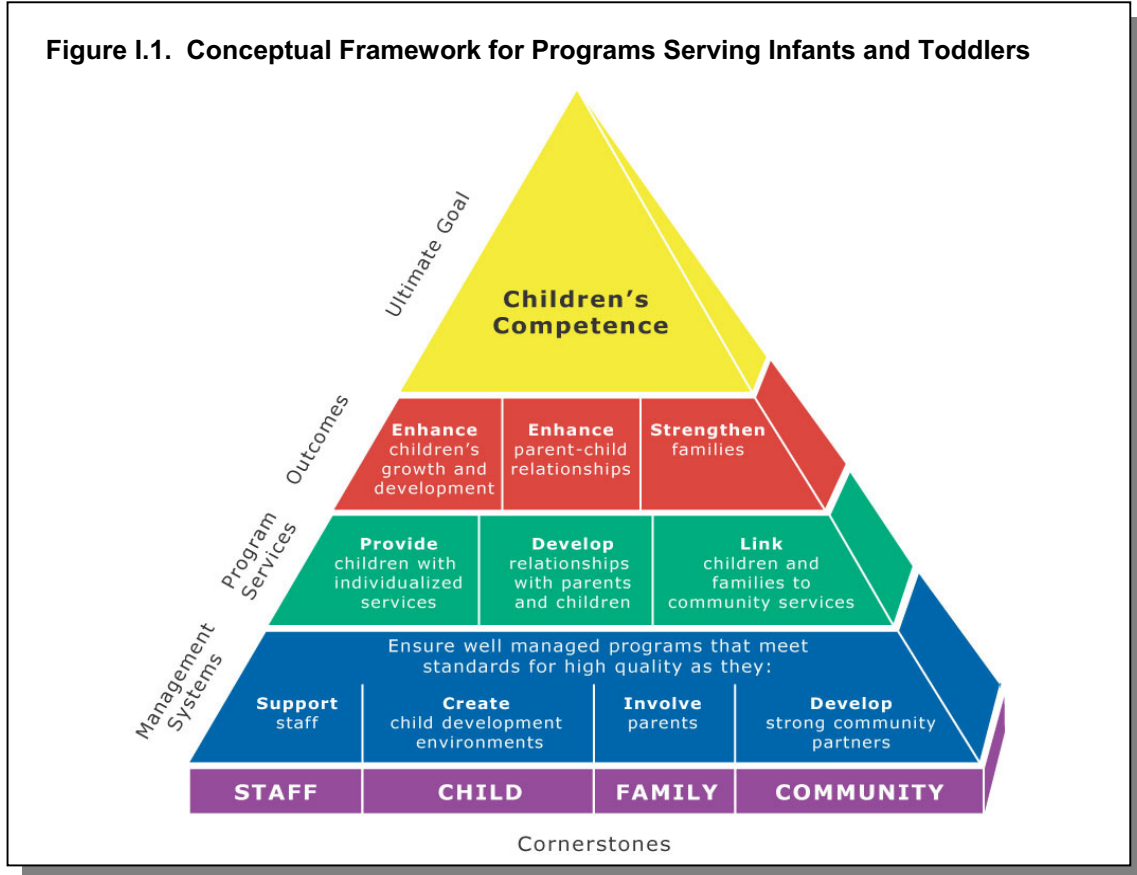 Figure I.1.  Conceptual Framework for Programs Serving Infants and Toddlers
Ultimate Goal
Children's
Competence
Outcomes
Enhance
children's
growth and
development
Enhance
parent-child
relationships
Strengthen
families
Program
Services
Provide
children with
individualized
services
Develop
relationships
with parents
and children
Link
children and
families to
community services
Management
Systems
Ensure well managed programs that meet
standards for high quality as they:
Support
staff
Create
child development
environments
Involve
parents
Develop
strong community
partners
STAFF
CHILD
FAMILY
COMMUNITY
Cornerstones